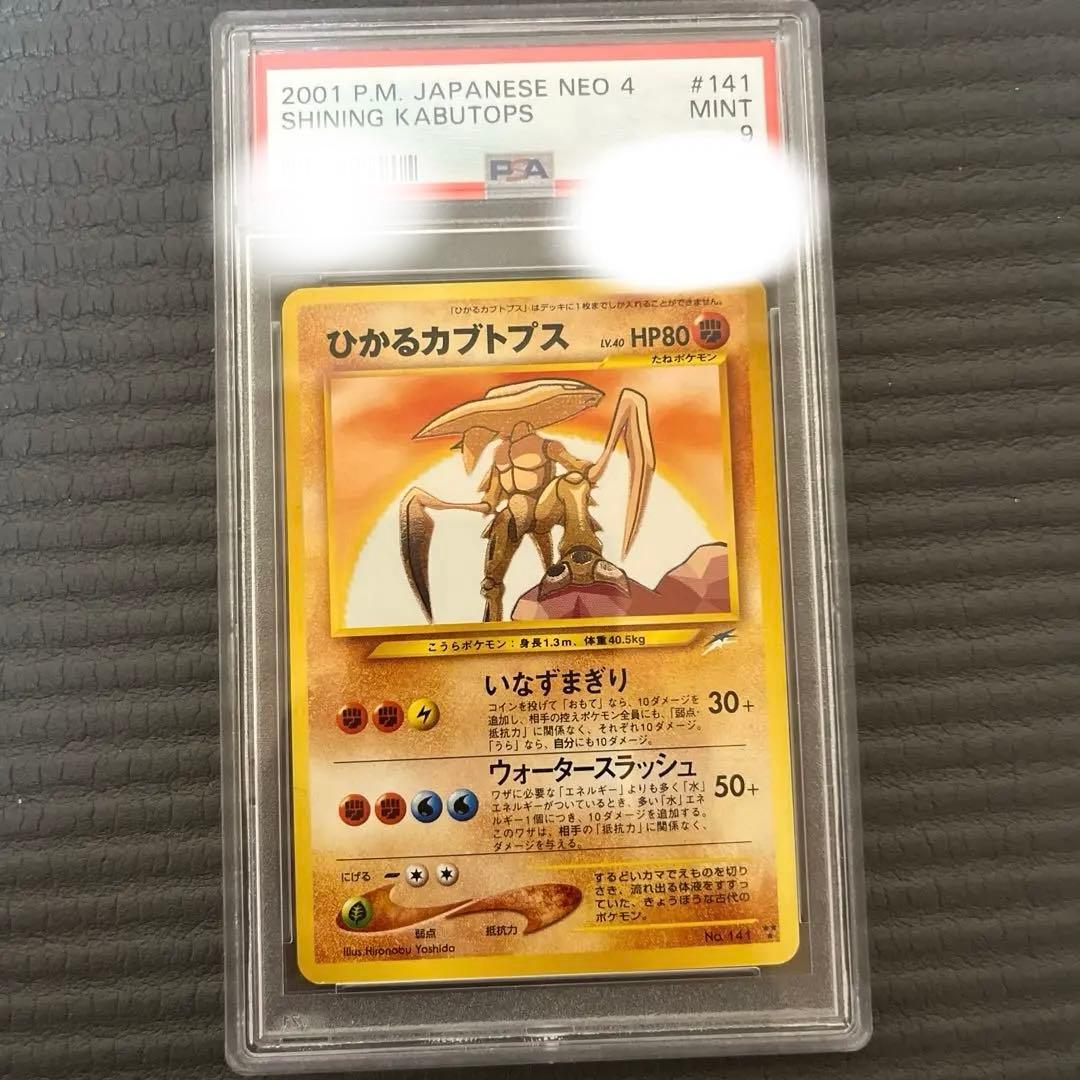 2001 P.M. JAPANESE NEO 4 #141
SHINING KABUTOPS MINT
9
PSA
「ひかるカブトプス」はデッキに1枚までしか入れることができません。
ひかるカブトプス LV.40 HP80
たねポケモン
こうらポケモン：身長1.3m、体重40.5kg
いなずまぎり
コインを投げて「おもて」なら、10ダメージを
追加し、相手の控えポケモン全員にも、「弱点・
抵抗力」に関係なく、それぞれ10ダメージ。
「うら」なら、自分にも10ダメージ。
30+
ウォータースラッシュ
ワザに必要な「エネルギー」よりも多く「水」
エネルギーがついているとき、多い「水」エネ
ルギー1個につき、10ダメージを追加する。
このワザは、相手の「抵抗力」に関係なく、
ダメージを与える。
50+
にげる
弱点 抵抗力
するどいカマでえものを切り
さき、流れ出る体液をすすっ
ていた、きょうぼうな古代の
ポケモン。
Illus.Hironobu Yoshida
No.141